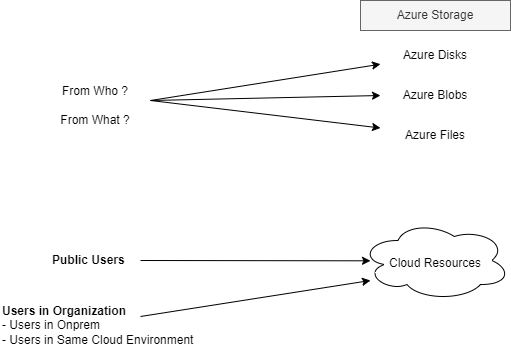 Azure Storage
Azure Disks
From Who ?
Azure Blobs
From What ?
Azure Files
Public Users
Cloud Resources
Users in Organization
- Users in Onprem
- Users in Same Cloud Environment